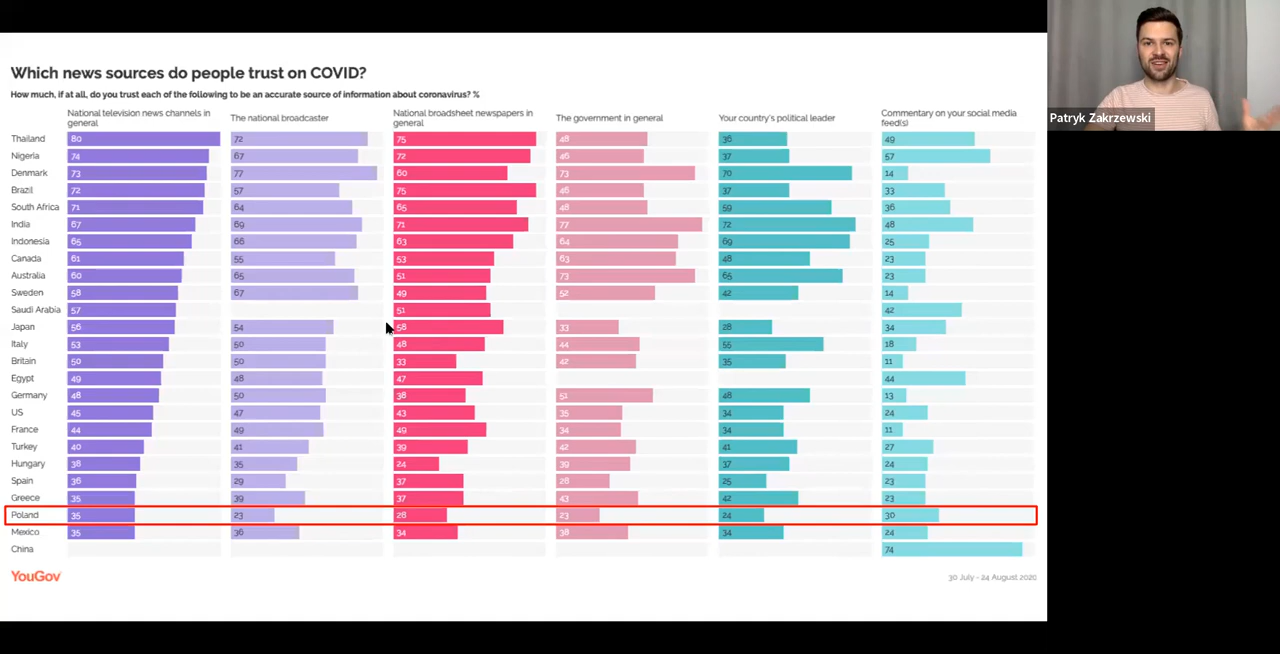 Which news sources do people trust on COVID?
How much, if at all, do you trust each of the following to be an accurate source of information about coronavirus? %
National television news channels in general The national broadcaster National broadsheet newspapers in general The government in general Your country's political leader Commentary on your social media feed(s)
Thailand 80 72 75 48 36 49
Nigeria 74 67 72 46 37 57
Denmark 73 77 60 73 70 14
Brazil 72 57 75 46 37 33
South Africa 71 64 65 48 59 36
India 67 69 71 77 72 48
Indonesia 65 66 63 64 69 25
Canada 61 55 53 63 48 23
Australia 60 65 51 73 65 23
Sweden 58 67 49 52 42 14
Saudi Arabia 57 51 42
Japan 56 54 58 33 28 34
Italy 53 50 48 44 55 18
Britain 50 50 33 42 35 11
Egypt 49 48 47 44
Germany 48 50 38 51 48 13
US 45 47 43 35 34 24
France 44 49 49 34 34 11
Turkey 40 41 39 42 41 27
Hungary 38 35 24 39 37 24
Spain 36 29 37 28 25 23
Greece 35 39 37 43 42 23
Poland 35 23 28 23 24 30
Mexico 35 36 34 38 34 24
China 74
YouGov 30 July - 24 August 2020
Patryk Zakrzewski